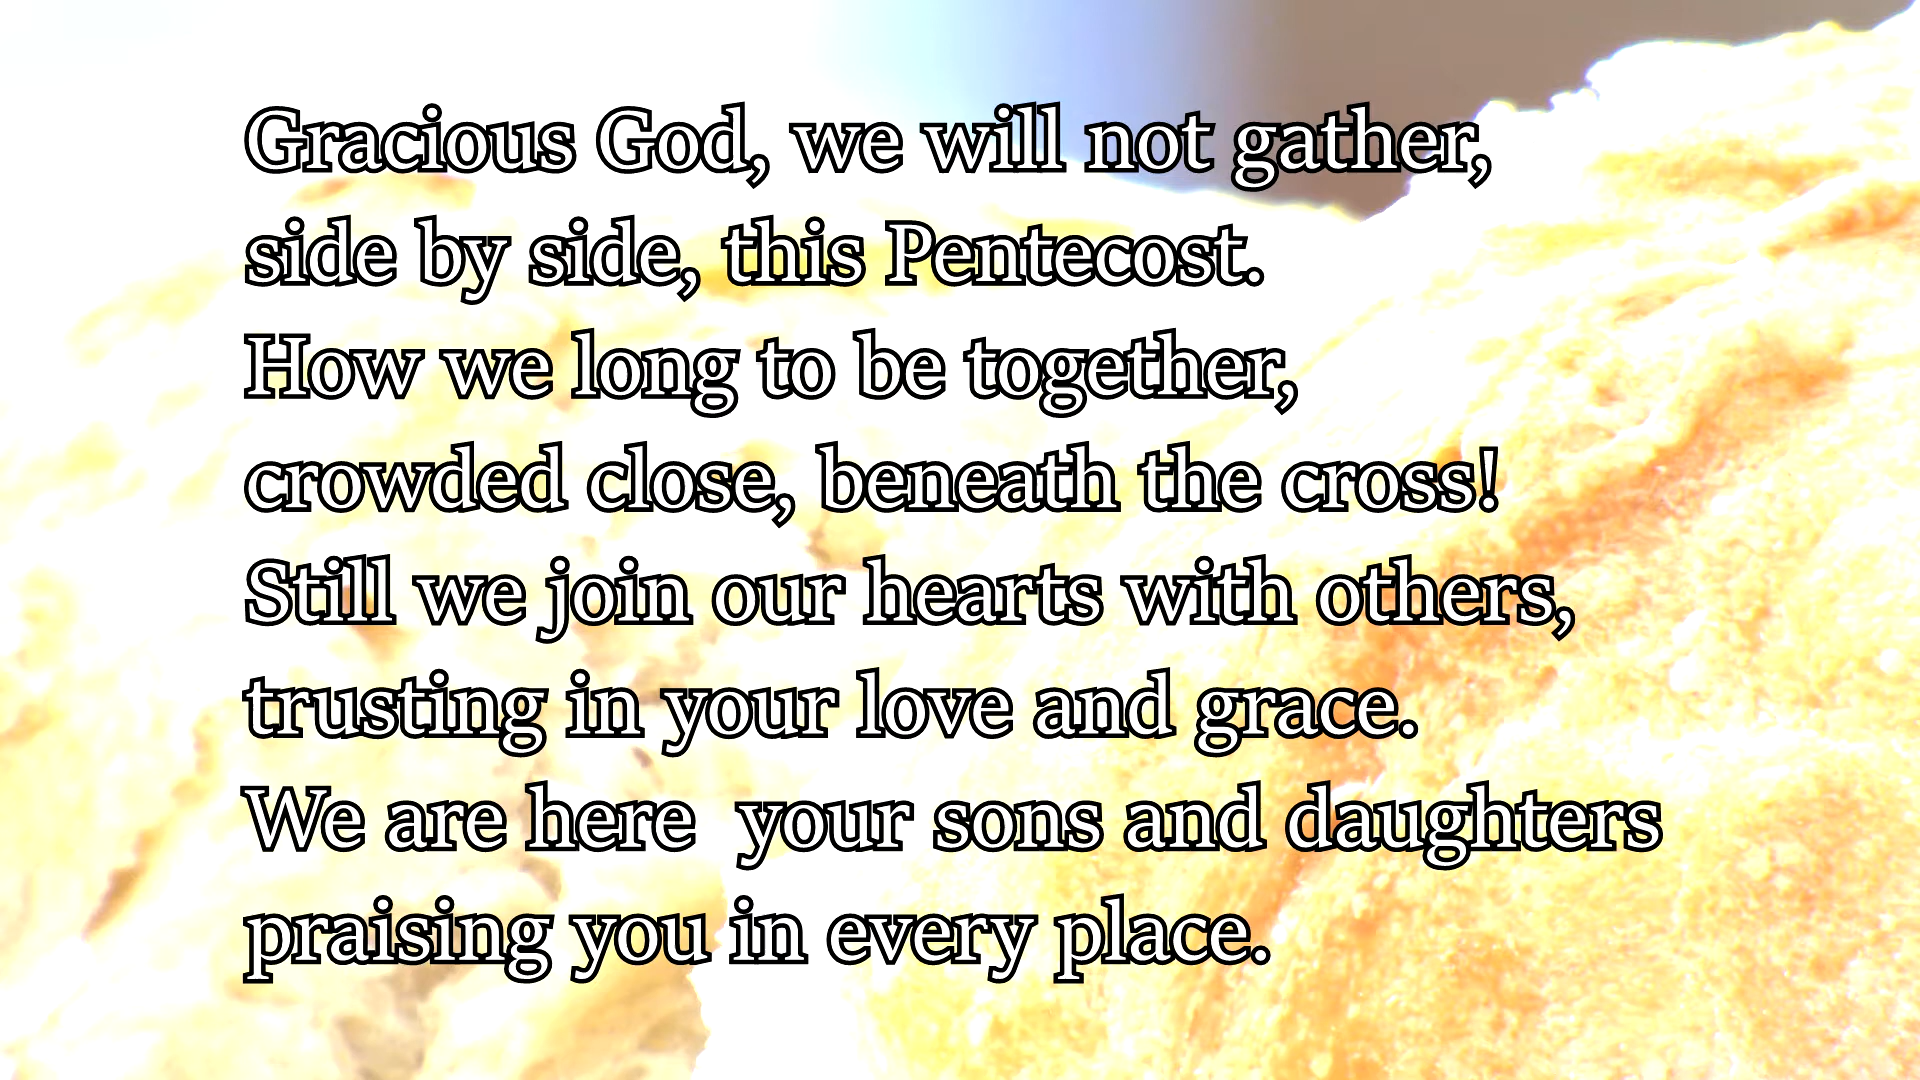 Gracious God, we will not gather,
side by side, this Pentecost.
How we long to be together,
crowded close, beneath the cross!
Still we join our hearts with others,
trusting in your love and grace.
We are here  your sons and daughters
praising you in every place.